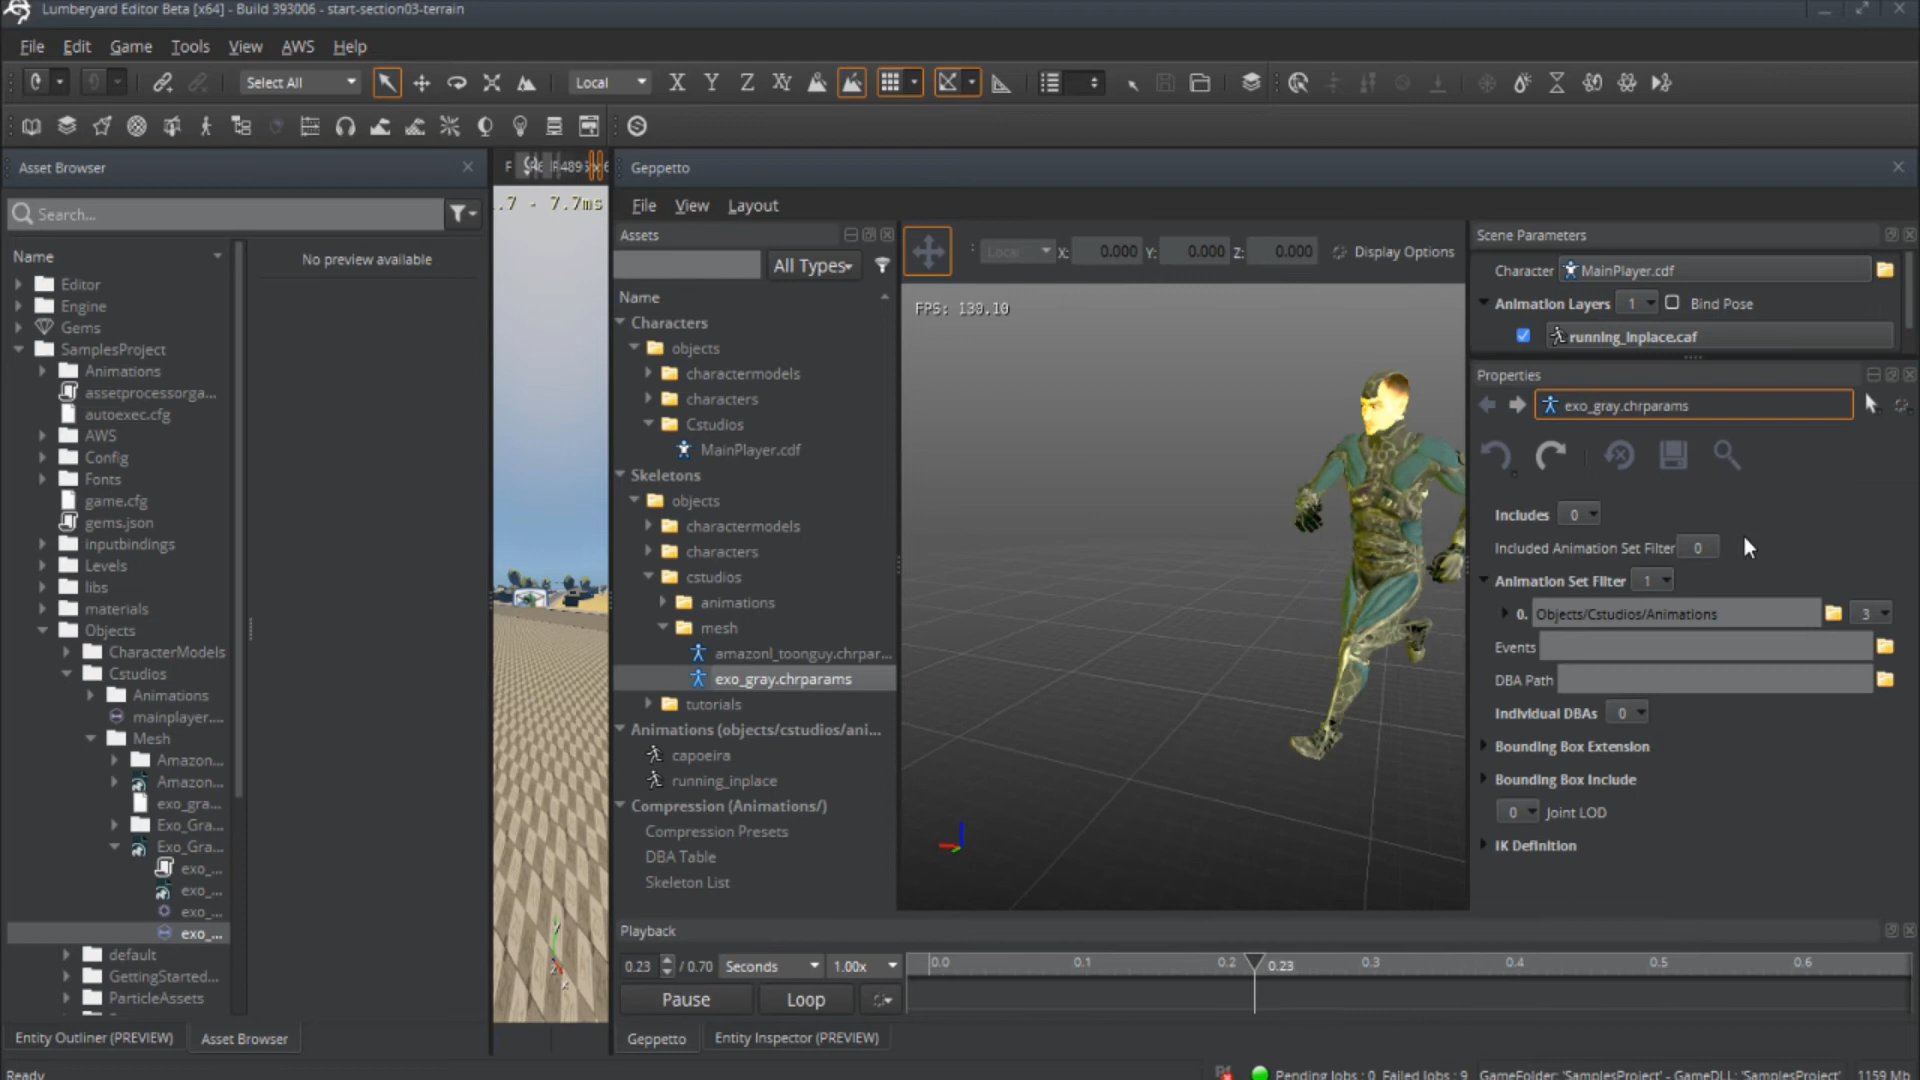 Lumberyard Editor Beta [x64] - Build 393006 - start-section03-terrain
File Edit Game Tools View AWS Help
Select All Local X Y Z XY
Asset Browser
Search...
Name
No preview available
Editor
Engine
Gems
SamplesProject
Animations
assetprocessorga...
autoexec.cfg
AWS
Config
Fonts
game.cfg
gems.json
inputbindings
Levels
libs
materials
Objects
CharacterModels
Cstudios
Animations
mainplayer....
Mesh
Amazon...
Amazon...
exo_gra...
Exo_Gra...
Exo_Gra...
exo_...
exo_...
exo_...
exo_...
default
GettingStarted...
ParticleAssets
Entity Outliner (PREVIEW) Asset Browser
Ready
.7 - 7.7ms
Geppetto
File View Layout
Assets
All Types
Name
Characters
objects
charactermodels
characters
Cstudios
MainPlayer.cdf
Skeletons
objects
charactermodels
characters
cstudios
animations
mesh
amazonl_toonguy.chrpar...
exo_gray.chrparams
tutorials
Animations (objects/cstudios/ani...
capoeira
running_inplace
Compression (Animations/)
Compression Presets
DBA Table
Skeleton List
Local X: 0.000 Y: 0.000 Z: 0.000 Display Options
FPS: 139.10
Scene Parameters
Character MainPlayer.cdf
Animation Layers 1 Bind Pose
running_inplace.caf
Properties
exo_gray.chrparams
Includes 0
Included Animation Set Filter 0
Animation Set Filter 1
0. Objects/Cstudios/Animations 3
Events
DBA Path
Individual DBAs 0
Bounding Box Extension
Bounding Box Include
0 Joint LOD
IK Definition
Playback
0.23 / 0.70 Seconds 1.00x 0.0 0.1 0.2 0.23 0.3 0.4 0.5 0.6
Pause Loop
Geppetto Entity Inspector (PREVIEW)
Pending Jobs : 0 Failed Jobs : 9 GameFolder: 'SamplesProject' - GameDLL: 'SamplesProject' 1159 Mb